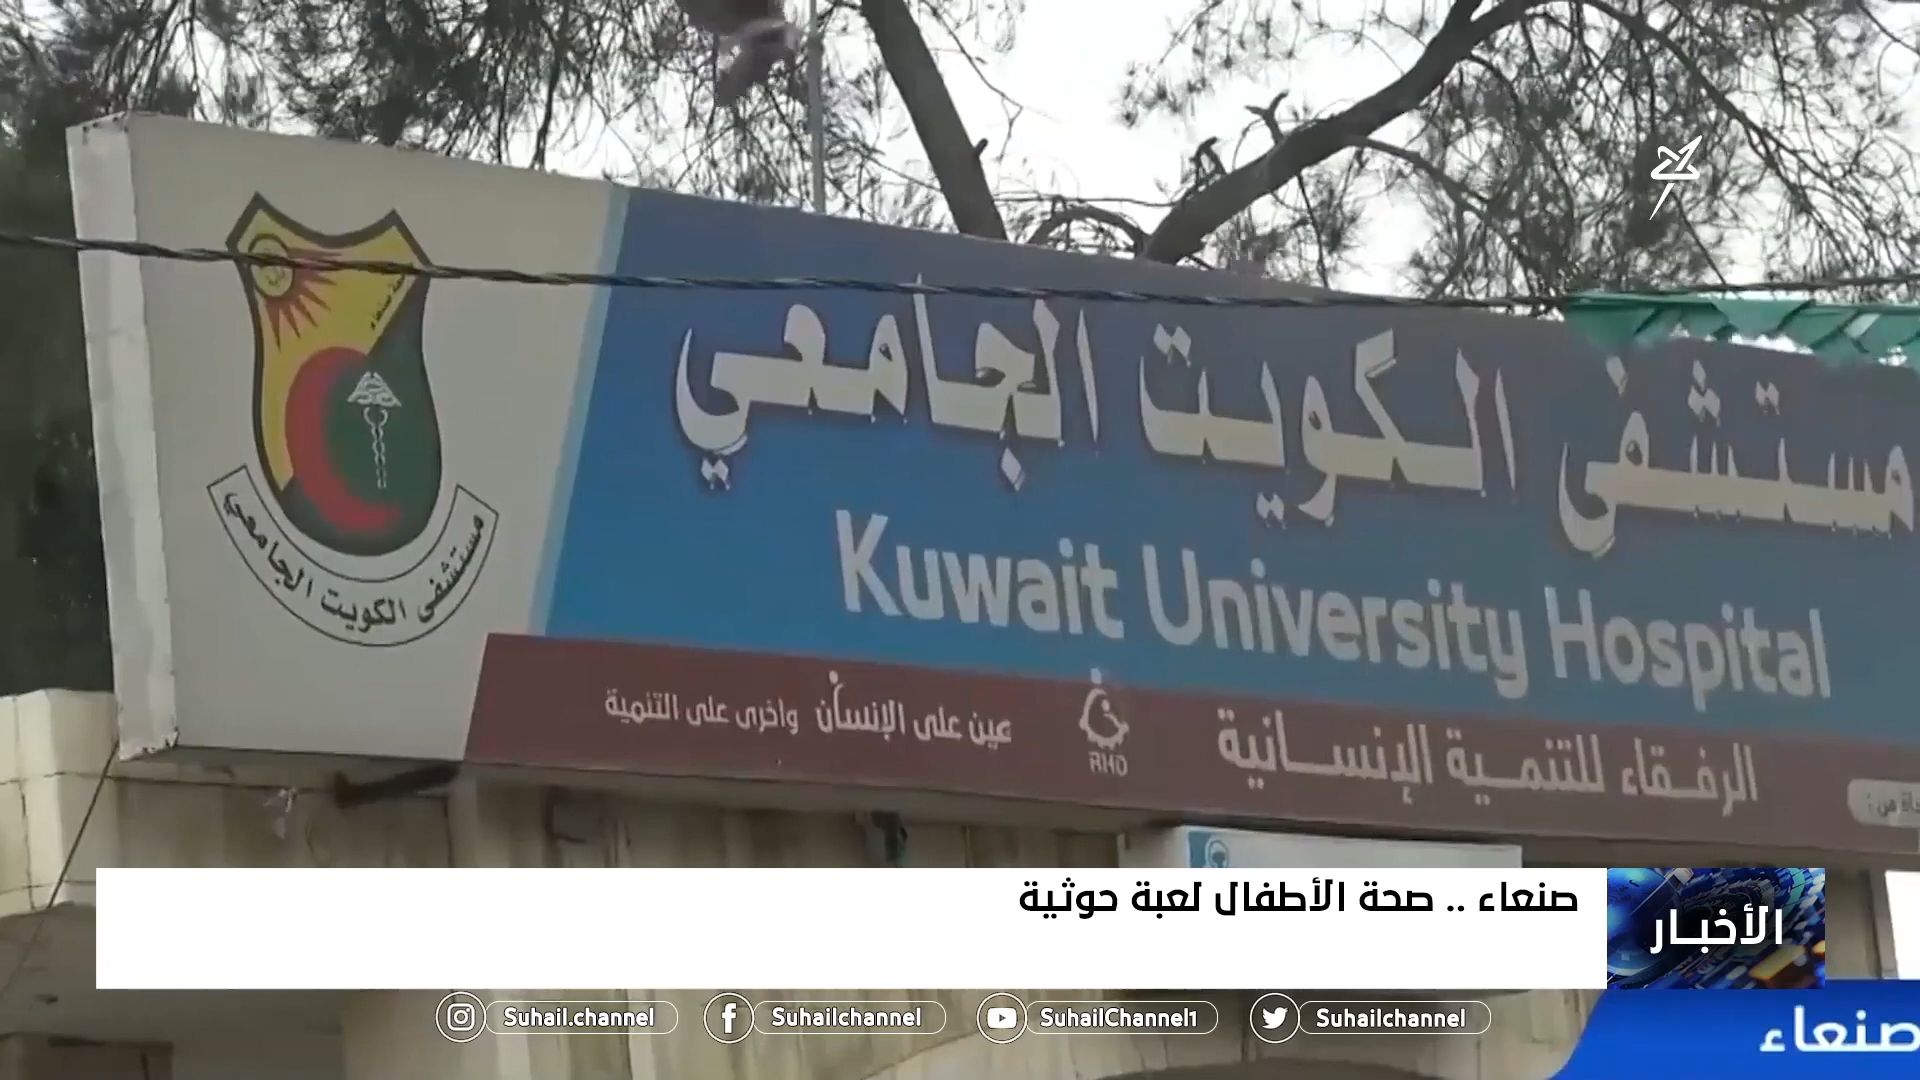 مستشفى الكويت الجامعي
Kuwait University Hospital
مستشفى الكويت الجامعي
الرفقاء للتنمية الإنسانية
RHD
عين على الإنسان واخرى على التنمية
الأخبار
صنعاء .. صحة الأطفال لعبة حوثية
Suhail.channel
Suhailchannel
SuhailChannel1
Suhailchannel
صنعاء